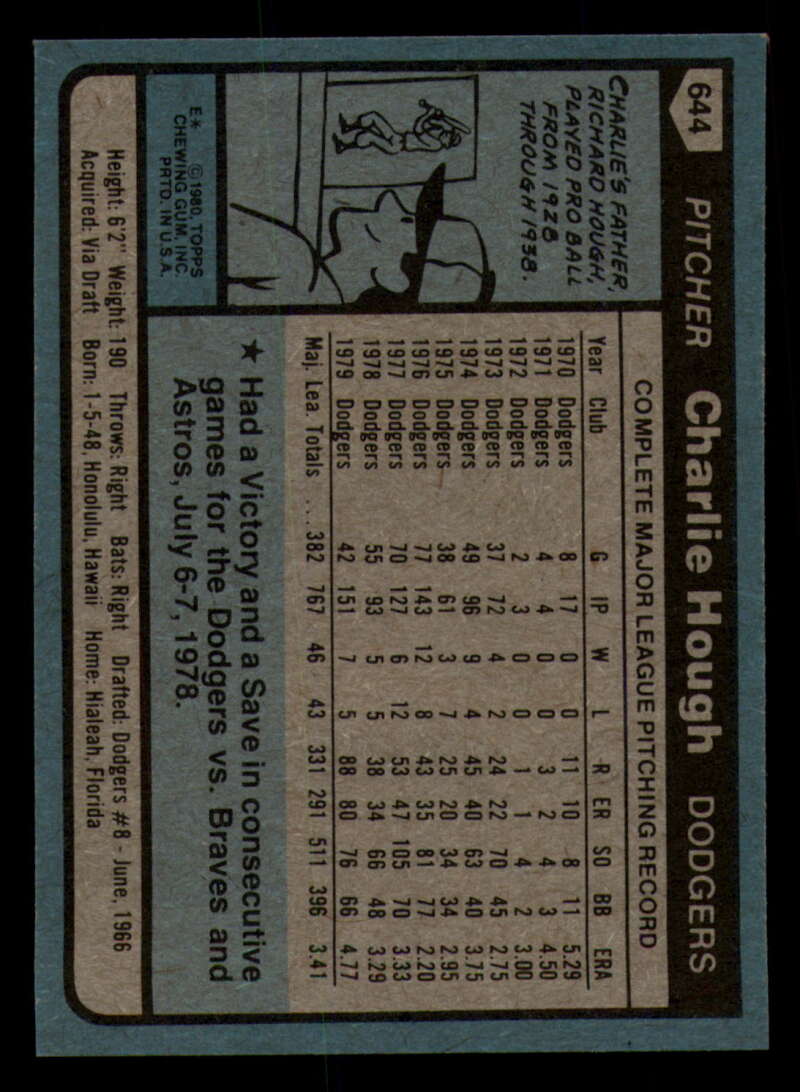 644 PITCHER Charlie Hough DODGERS
CHARLIE'S FATHER,
RICHARD HOUGH,
PLAYED PRO BALL
FROM 1928
THROUGH 1938.
COMPLETE MAJOR LEAGUE PITCHING RECORD
Year Club G IP W L R ER SO BB ERA
1970 Dodgers 8 17 0 0 11 10 8 11 5.29
1971 Dodgers 4 4 0 0 3 2 4 3 4.50
1972 Dodgers 2 3 0 0 1 1 4 2 3.00
1973 Dodgers 37 72 4 2 24 22 70 45 2.75
1974 Dodgers 49 96 9 4 45 40 63 40 3.75
1975 Dodgers 38 61 3 7 25 20 34 34 2.95
1976 Dodgers 77 143 12 8 43 35 81 77 2.20
1977 Dodgers 70 127 6 12 53 47 105 70 3.33
1978 Dodgers 55 93 5 5 38 34 66 48 3.29
1979 Dodgers 42 151 7 5 88 80 76 66 4.77
Maj. Lea. Totals ... 382 767 46 43 331 291 511 396 3.41
★ Had a Victory and a Save in consecutive
games for the Dodgers vs. Braves and
Astros, July 6-7, 1978.
E* © 1980, TOPPS
CHEWING GUM, INC.
PRTD. IN U.S.A.
Height: 6'2" Weight: 190 Throws: Right Bats: Right Drafted: Dodgers #8 - June, 1966
Acquired: Via Draft Born: 1-5-48, Honolulu, Hawaii Home: Hialeah, Florida